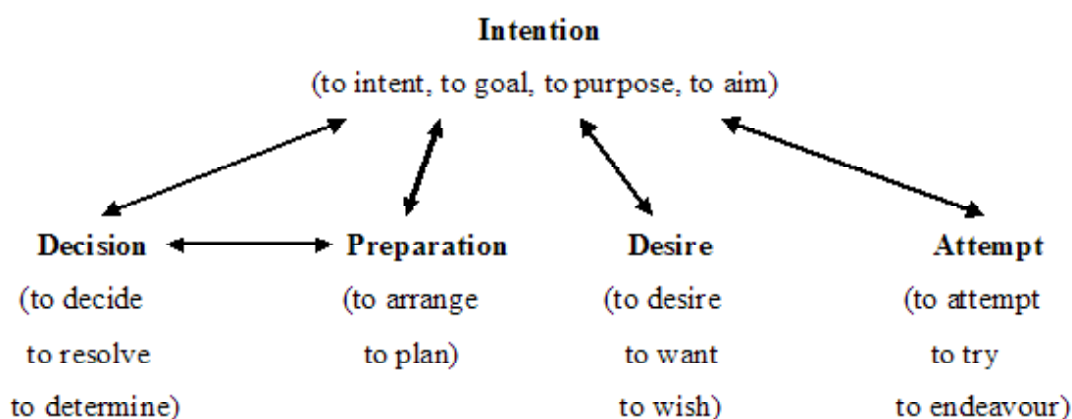 Intention
(to intent, to goal, to purpose, to aim)
Decision Preparation Desire Attempt
(to decide (to arrange (to desire (to attempt
to resolve to plan) to want to try
to determine) to wish) to endeavour)